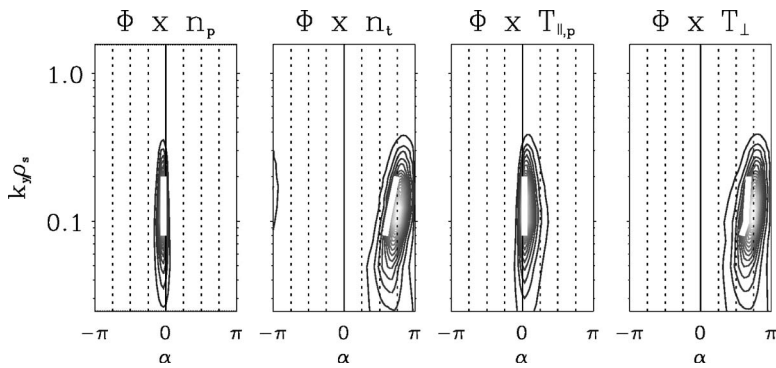 Φ x n_p Φ x n_t Φ x T_∥,p Φ x T_⊥
1.0
k_yρ_s
0.1
−π 0 π −π 0 π −π 0 π −π 0 π
α α α α